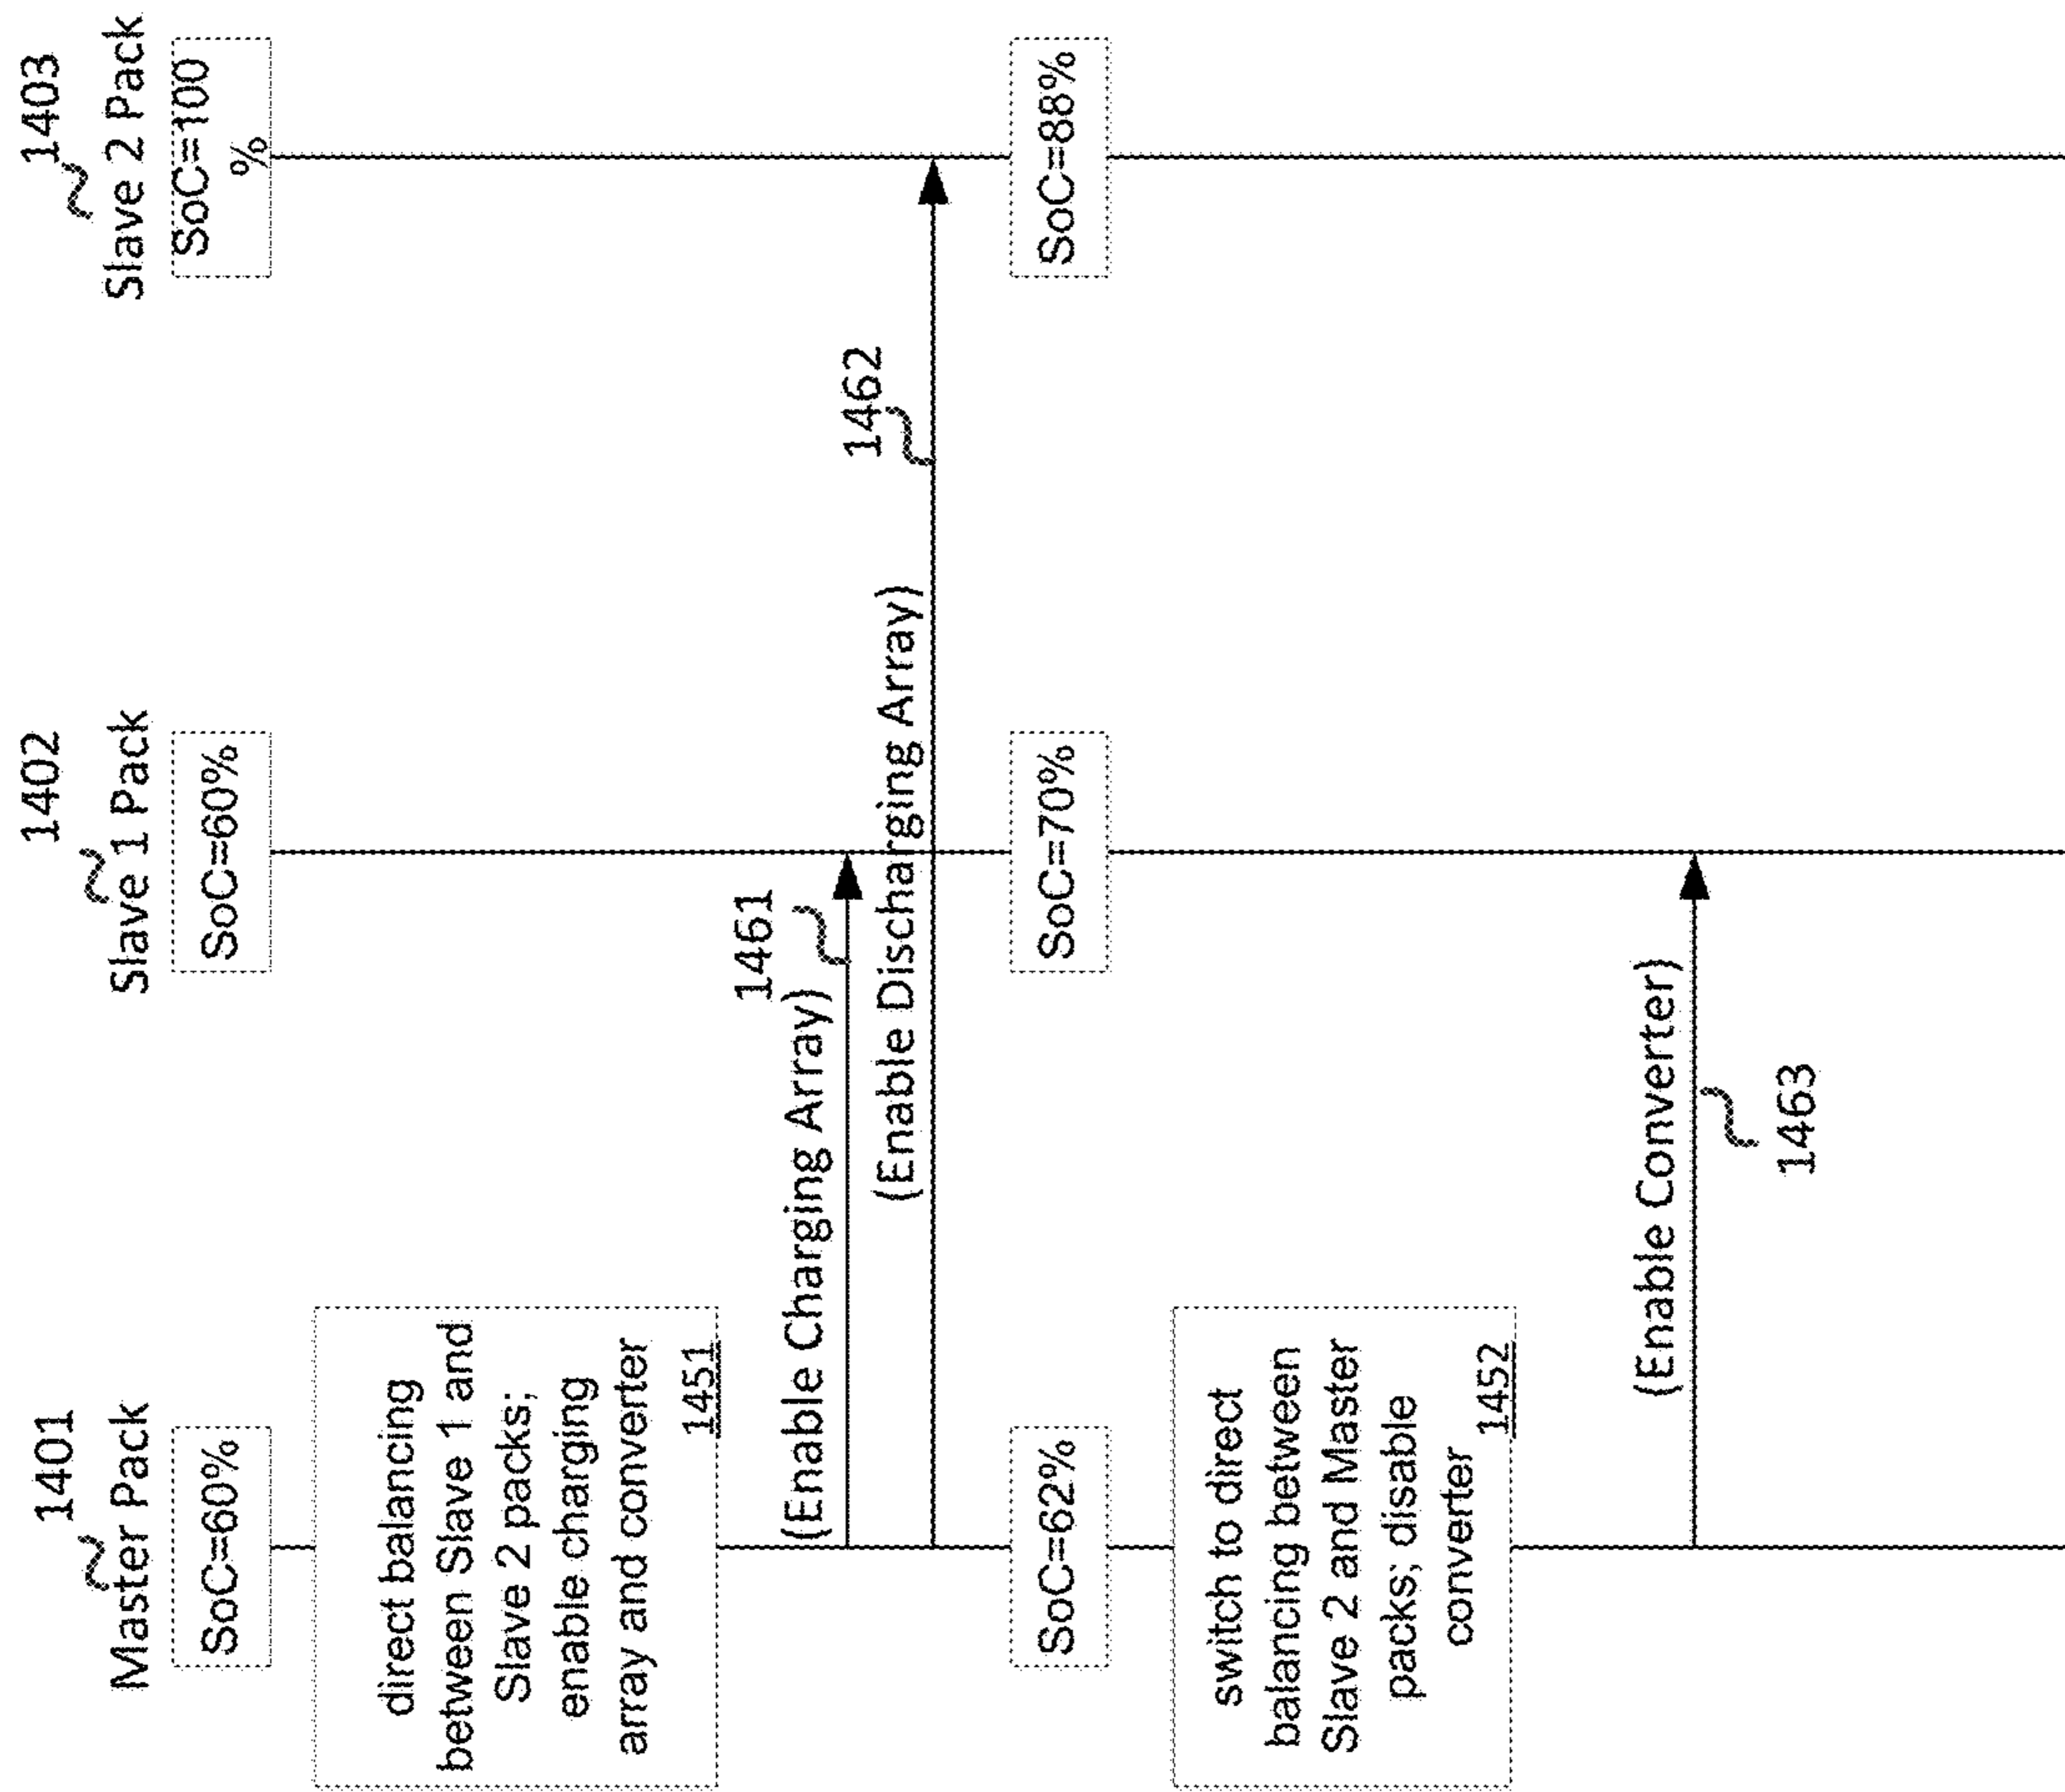 1401
Master Pack
1402
Slave 1 Pack
1403
Slave 2 Pack
SoC=60%
SoC=60%
SoC=100
%
direct balancing
between Slave 1 and
Slave 2 packs;
enable charging
array and converter
1451
(Enable Charging Array)
1461
(Enable Discharging Array)
1462
SoC=62%
SoC=70%
SoC=88%
switch to direct
balancing between
Slave 2 and Master
packs; disable
converter
1452
(Enable Converter)
1463